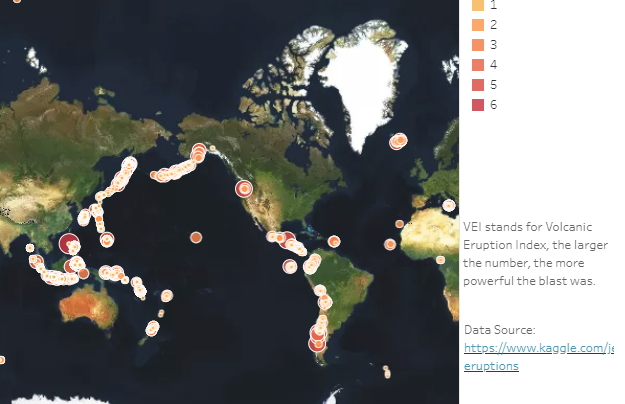 1
2
3
4
5
6
VEI stands for Volcanic
Eruption Index, the larger
the number, the more
powerful the blast was.
Data Source:
https://www.kaggle.com/je
eruptions